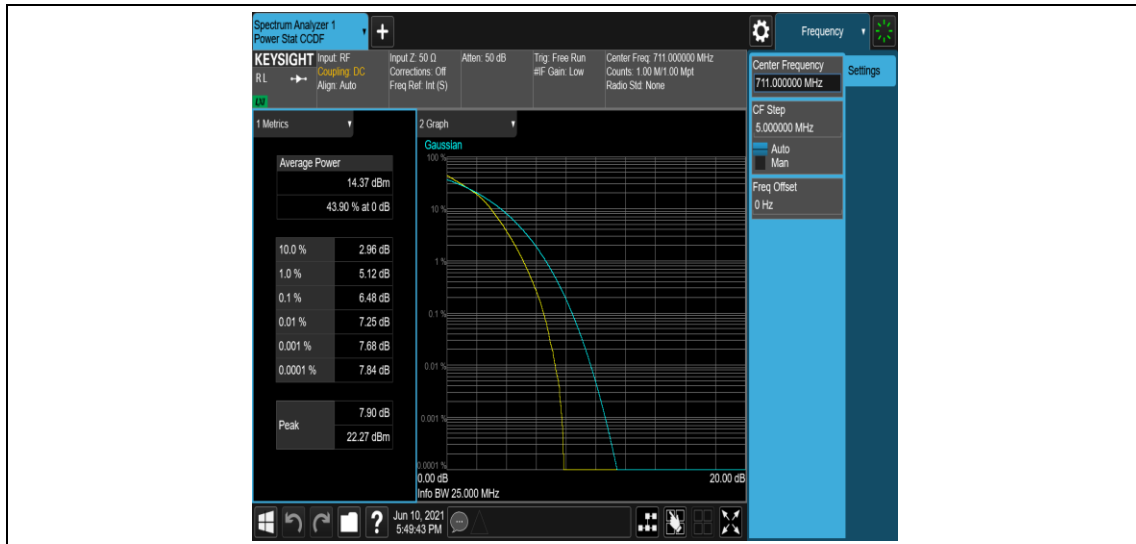 Spectrum Analyzer 1
Power Stat CCDF
Frequency
KEYSIGHT
RL
LXI
Input: RF
Coupling: DC
Align: Auto
Input Z: 50 Ω
Corrections: Off
Freq Ref: Int (S)
Atten: 50 dB
Trig: Free Run
#IF Gain: Low
Center Freq: 711.000000 MHz
Counts: 1.00 M/1.00 Mpt
Radio Std: None
Center Frequency
711.000000 MHz
Settings
CF Step
5.000000 MHz
Auto
Man
Freq Offset
0 Hz
1 Metrics
Average Power
14.37 dBm
43.90 % at 0 dB
10.0 % 2.96 dB
1.0 % 5.12 dB
0.1 % 6.48 dB
0.01 % 7.25 dB
0.001 % 7.68 dB
0.0001 % 7.84 dB
Peak
7.90 dB
22.27 dBm
2 Graph
Gaussian
100 %
10 %
1 %
0.1 %
0.01 %
0.001 %
0.0001 %
0.00 dB 20.00 dB
Info BW 25.000 MHz
?
Jun 10, 2021
5:49:43 PM